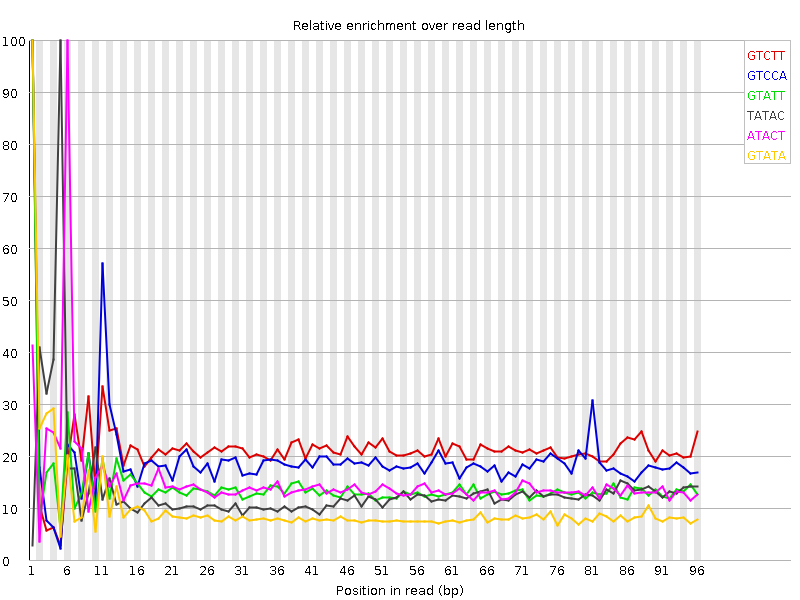 Relative enrichment over read length
100
90
80
70
60
50
40
30
20
10
0
GTCTT
GTCCA
GTATT
TATAC
ATACT
GTATA
1 6 11 16 21 26 31 36 41 46 51 56 61 66 71 76 81 86 91 96
Position in read (bp)